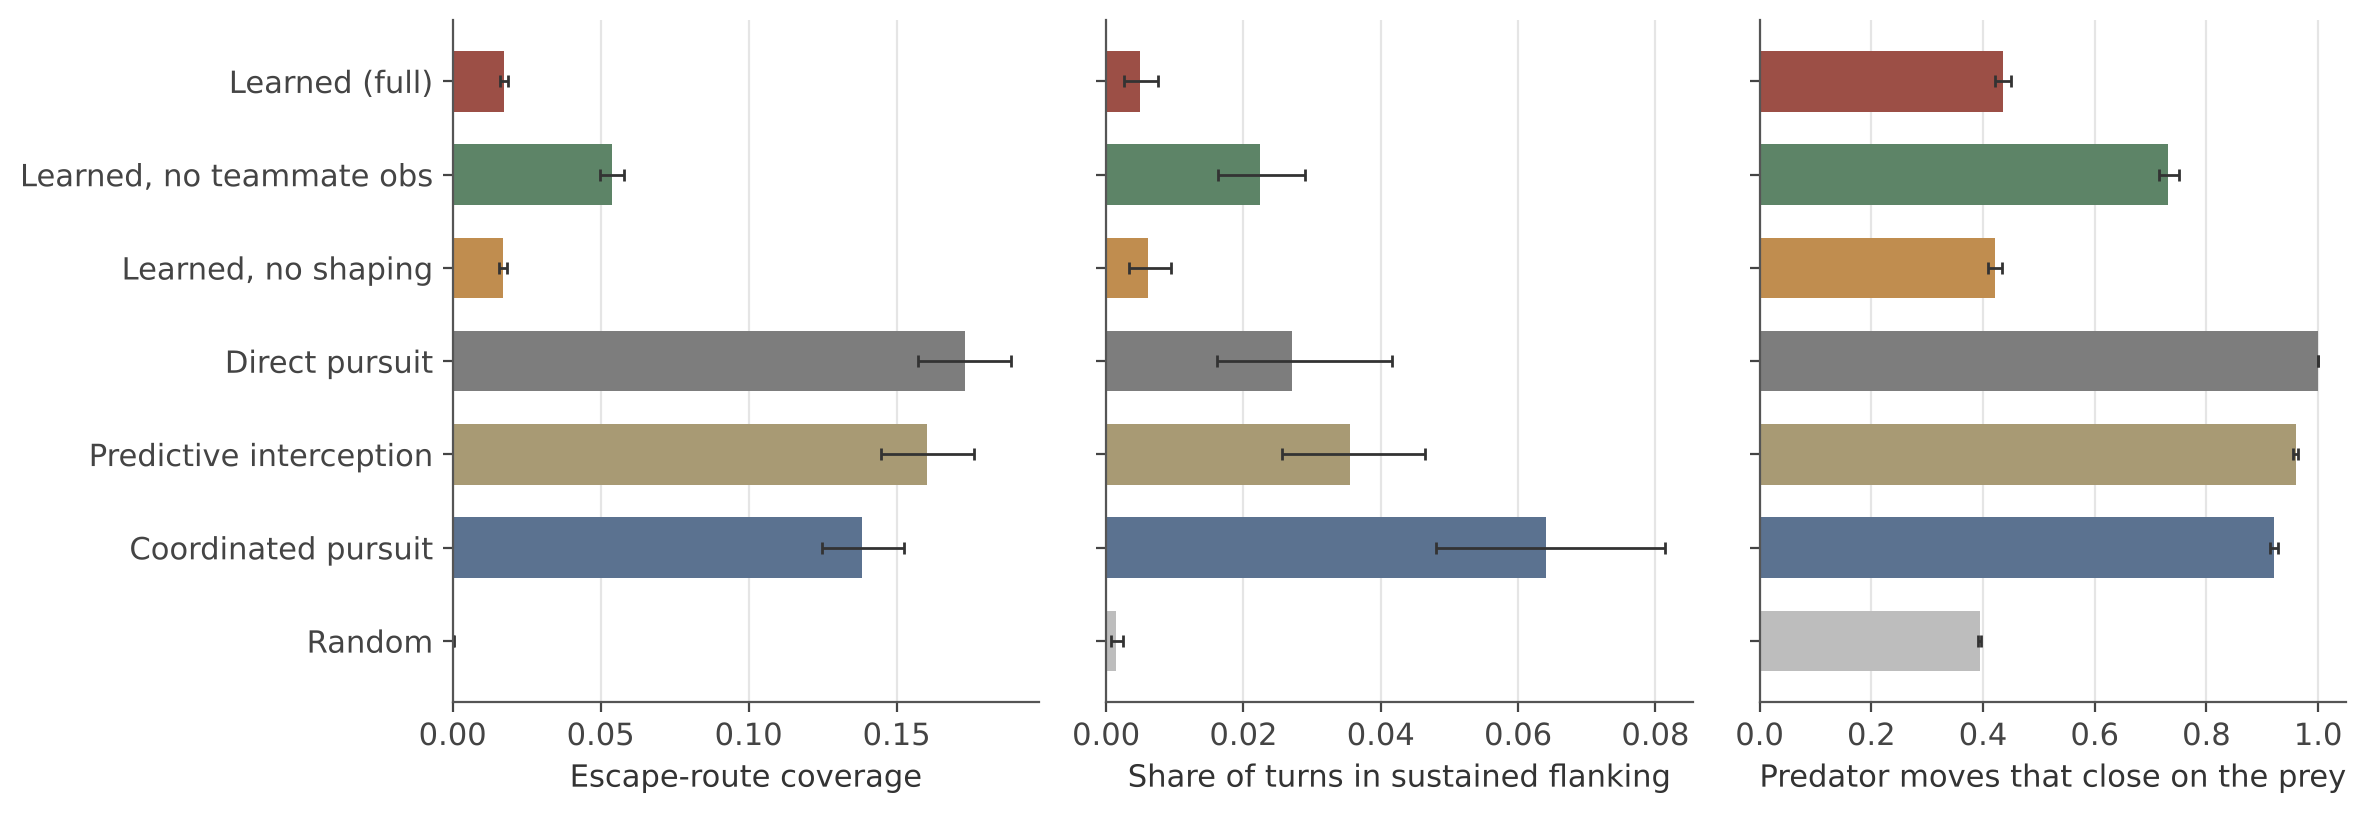 Learned (full)
Learned, no teammate obs
Learned, no shaping
Direct pursuit
Predictive interception
Coordinated pursuit
Random
0.00 0.05 0.10 0.15
Escape-route coverage
0.00 0.02 0.04 0.06 0.08
Share of turns in sustained flanking
0.0 0.2 0.4 0.6 0.8 1.0
Predator moves that close on the prey